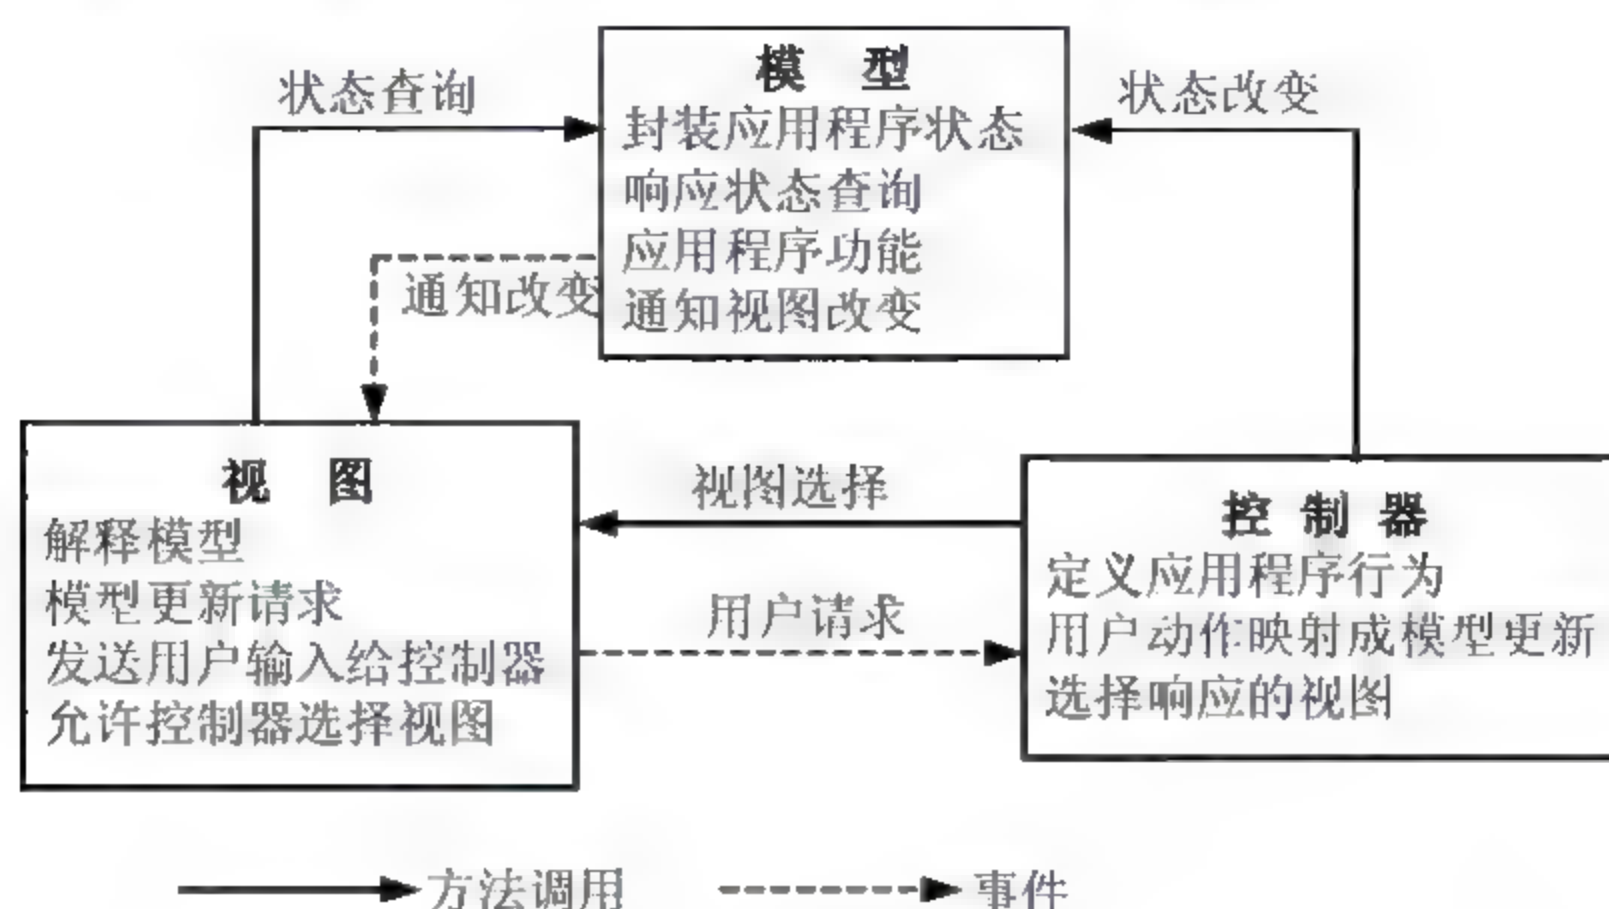 状态查询
模 型
封装应用程序状态
响应状态查询
应用程序功能
通知视图改变
状态改变
通知改变
视 图
解释模型
模型更新请求
发送用户输入给控制器
允许控制器选择视图
视图选择
用户请求
控 制 器
定义应用程序行为
用户动作映射成模型更新
选择响应的视图
方法调用
事件